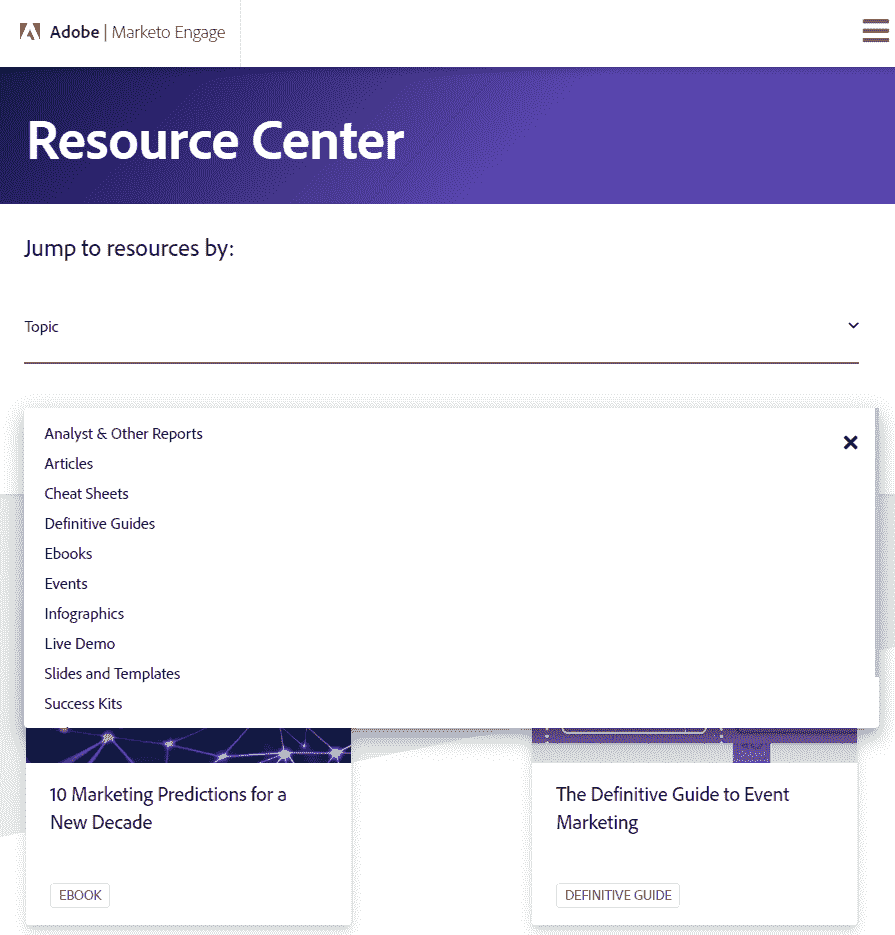 Adobe | Marketo Engage
Resource Center
Jump to resources by:
Topic
Analyst & Other Reports
Articles
Cheat Sheets
Definitive Guides
Ebooks
Events
Infographics
Live Demo
Slides and Templates
Success Kits
10 Marketing Predictions for a
New Decade
EBOOK
The Definitive Guide to Event
Marketing
DEFINITIVE GUIDE